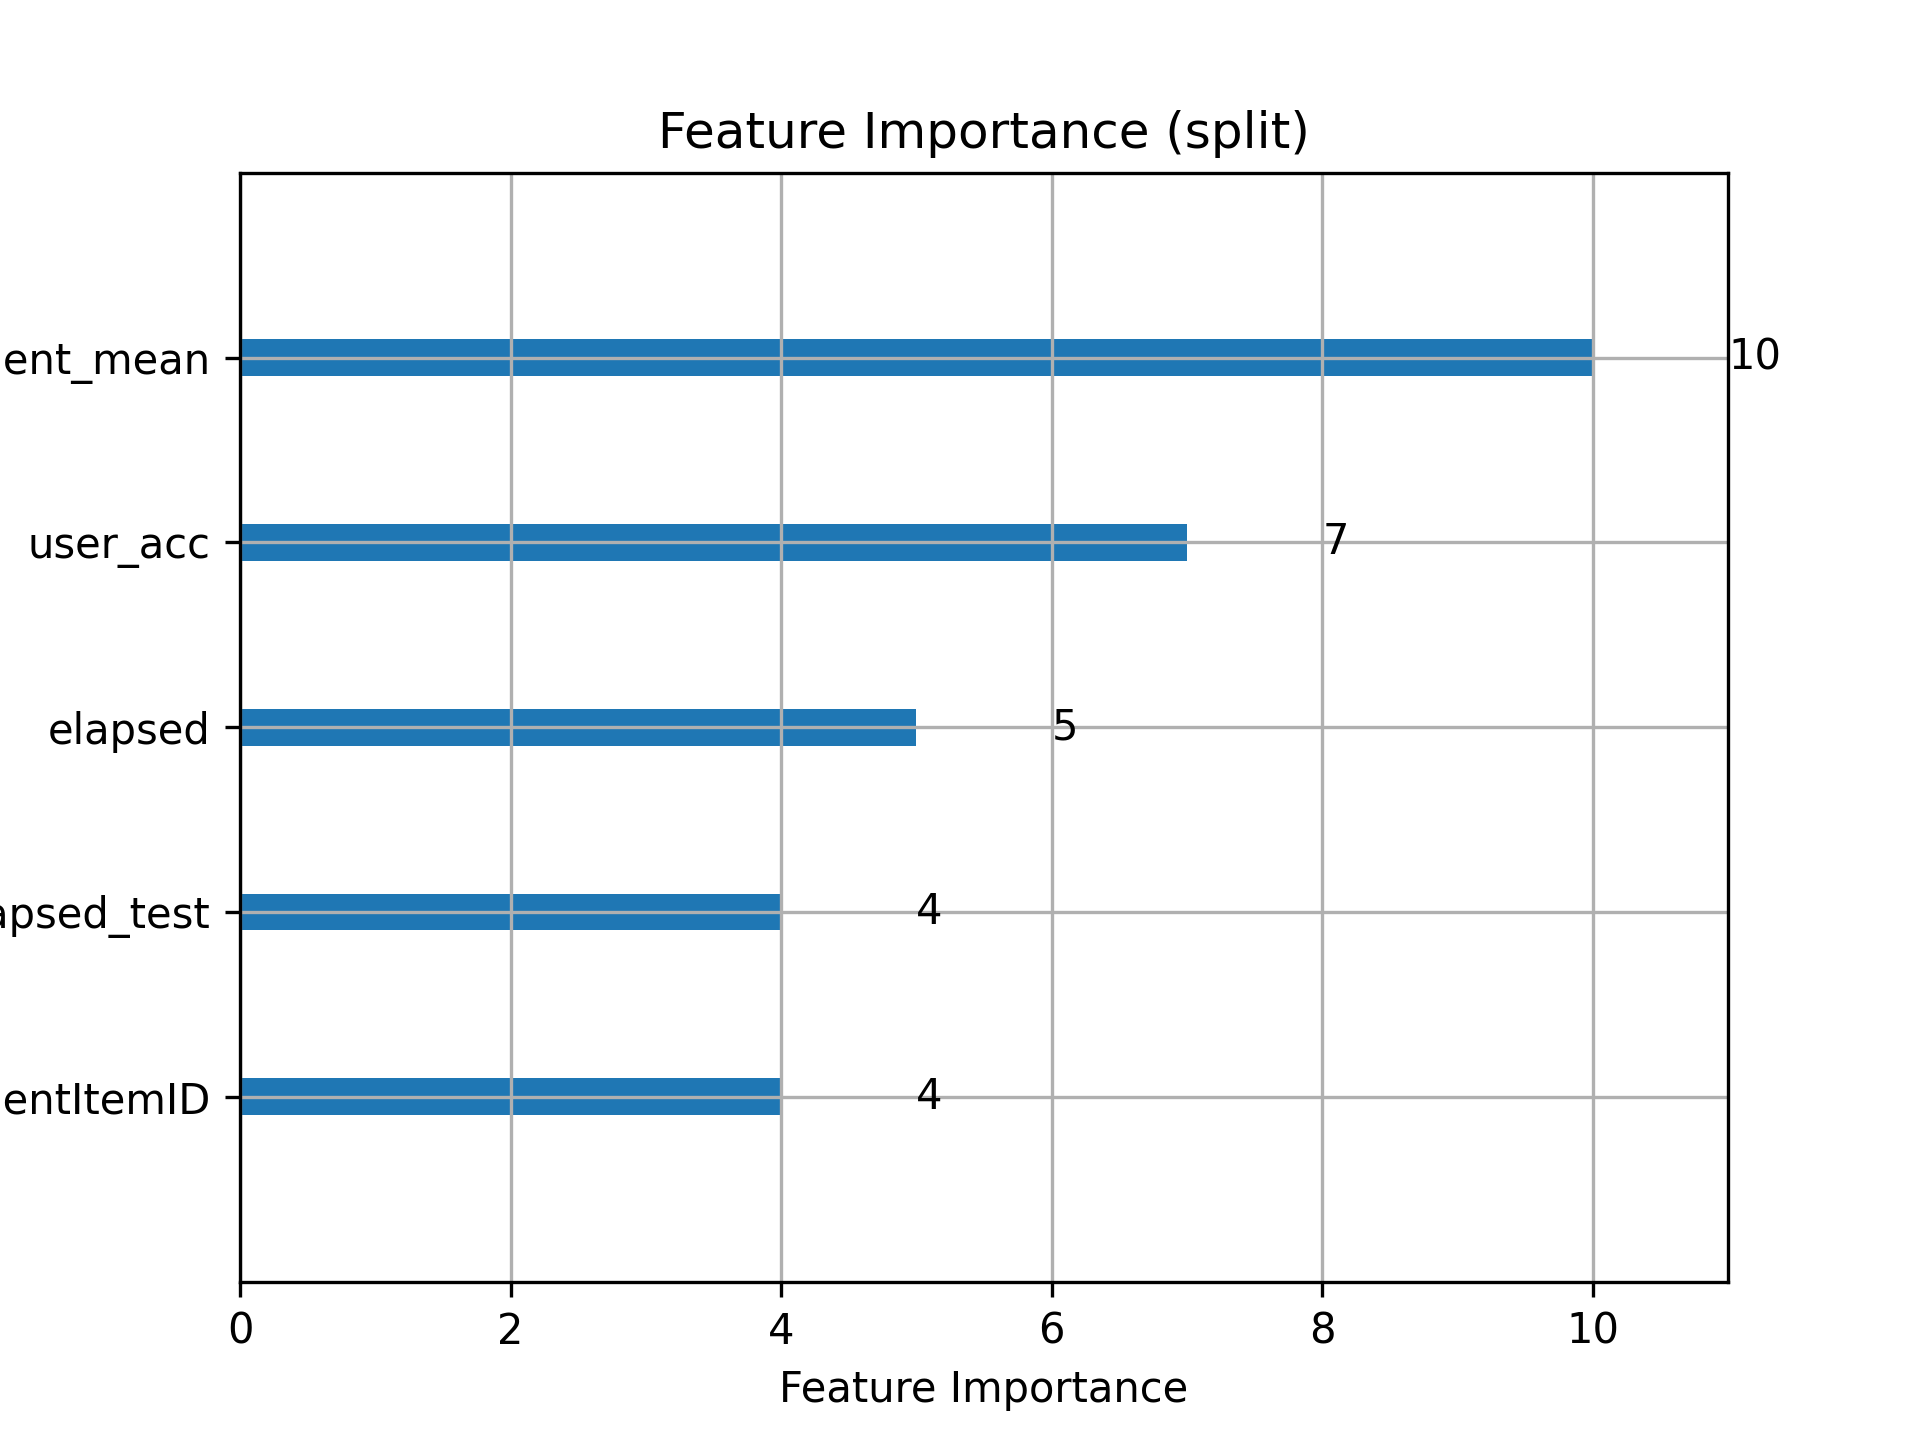 Feature Importance (split)
ent_mean
10
user_acc
7
elapsed
5
apsed_test
4
entItemID
4
0 2 4 6 8 10
Feature Importance